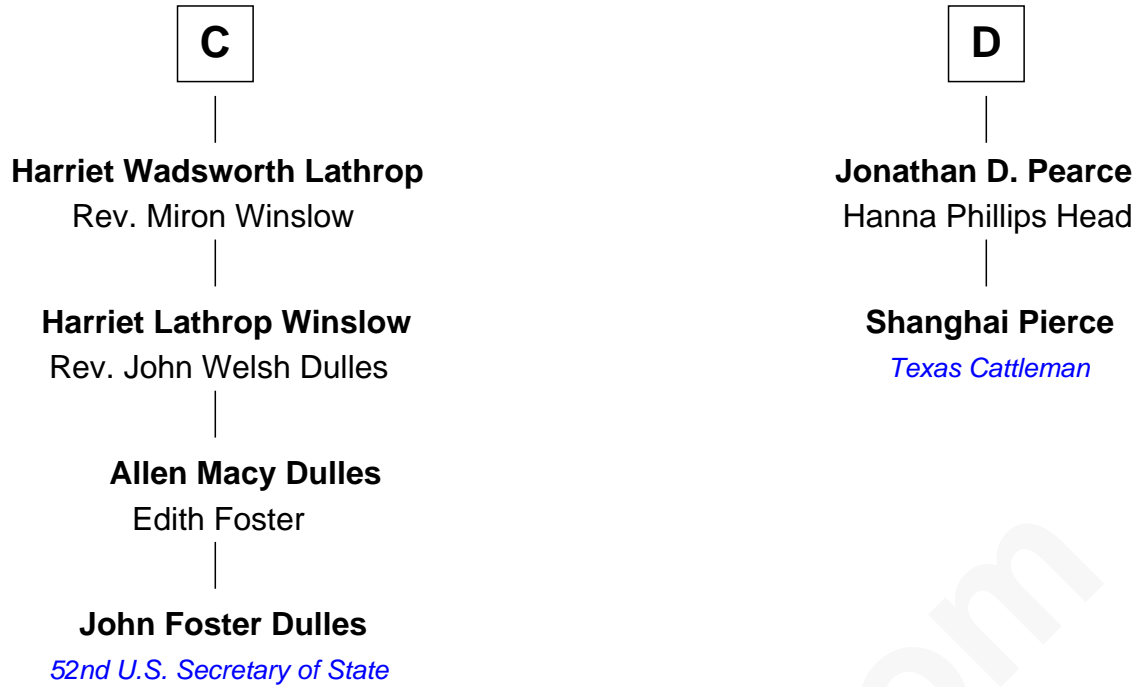 C
Harriet Wadsworth Lathrop
Rev. Miron Winslow
Harriet Lathrop Winslow
Rev. John Welsh Dulles
Allen Macy Dulles
Edith Foster
John Foster Dulles
52nd U.S. Secretary of State
D
Jonathan D. Pearce
Hanna Phillips Head
Shanghai Pierce
Texas Cattleman
om